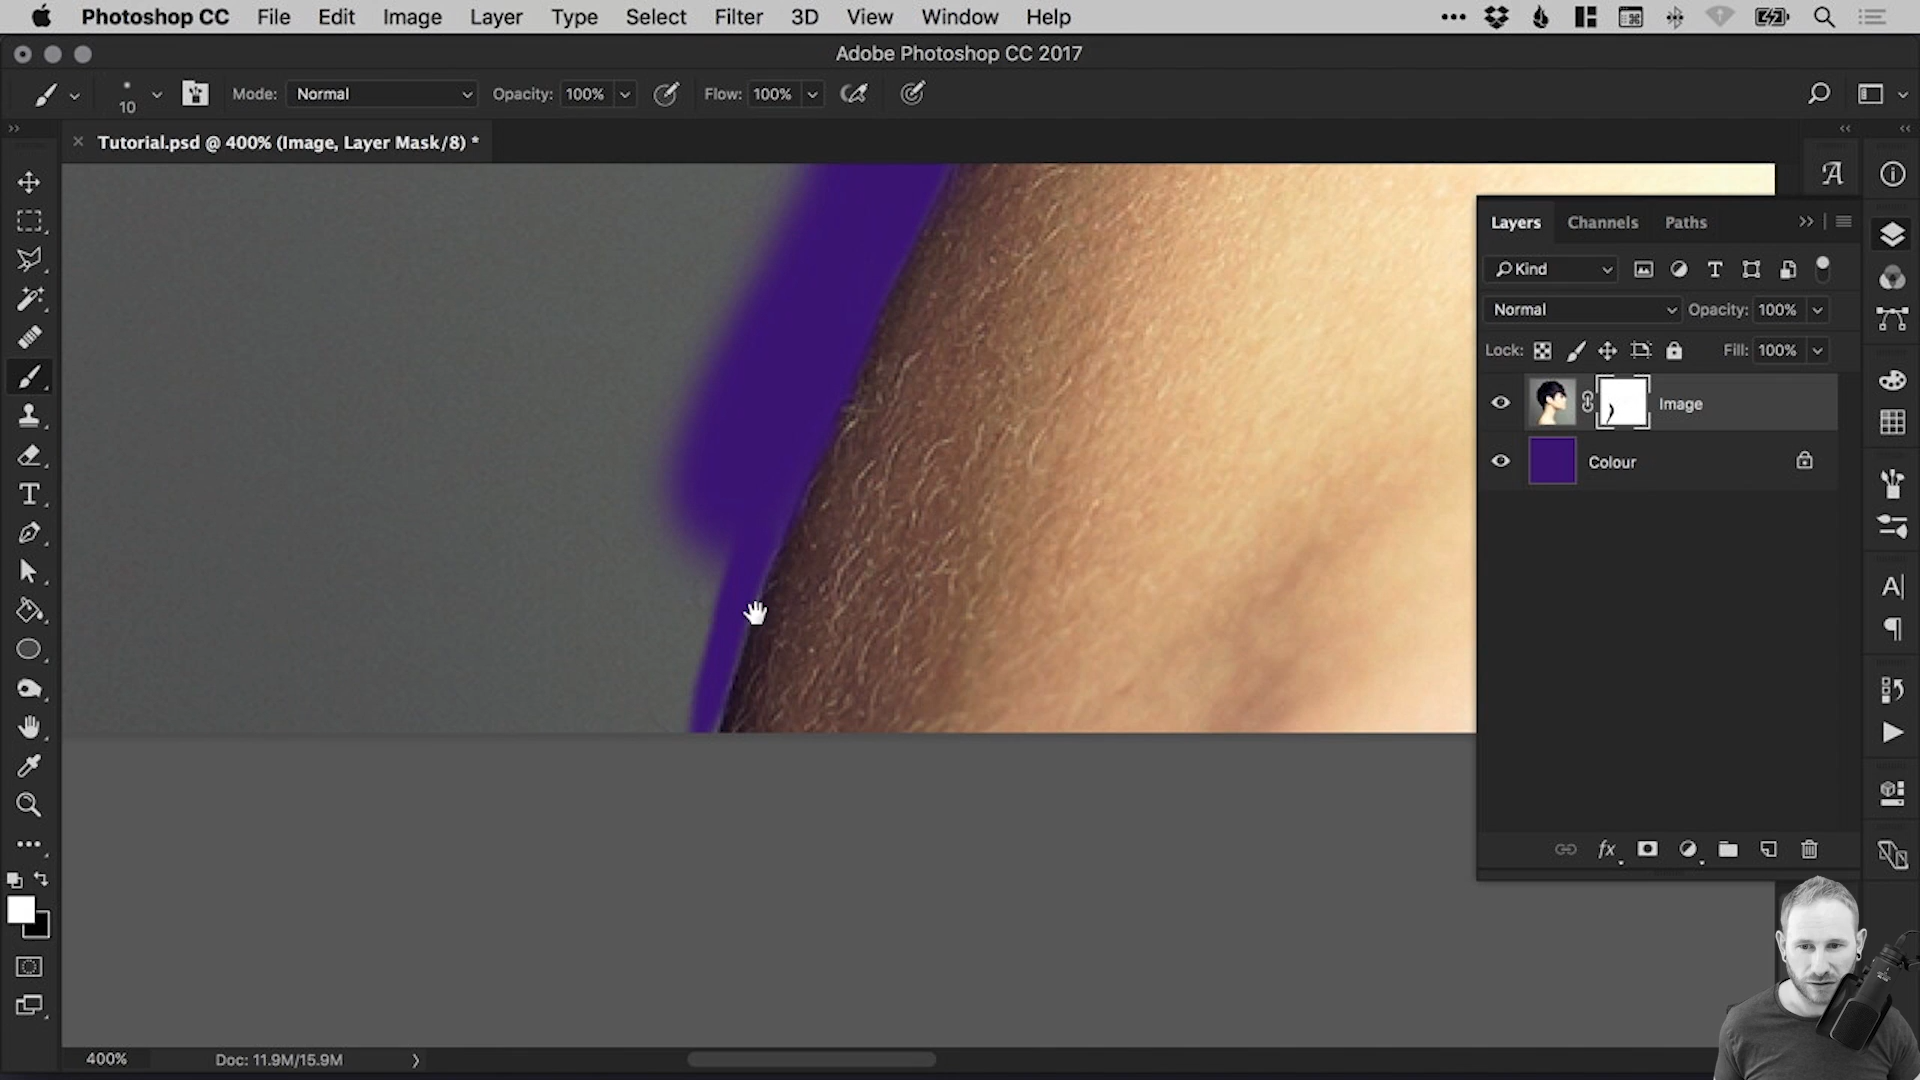 Photoshop CC File Edit Image Layer Type Select Filter 3D View Window Help
Adobe Photoshop CC 2017
10 Mode: Normal Opacity: 100% Flow: 100%
Tutorial.psd @ 400% (Image, Layer Mask/8) *
Layers Channels Paths
Kind
Normal Opacity: 100%
Lock: Fill: 100%
Image
Colour
fx
400% Doc: 11.9M/15.9M